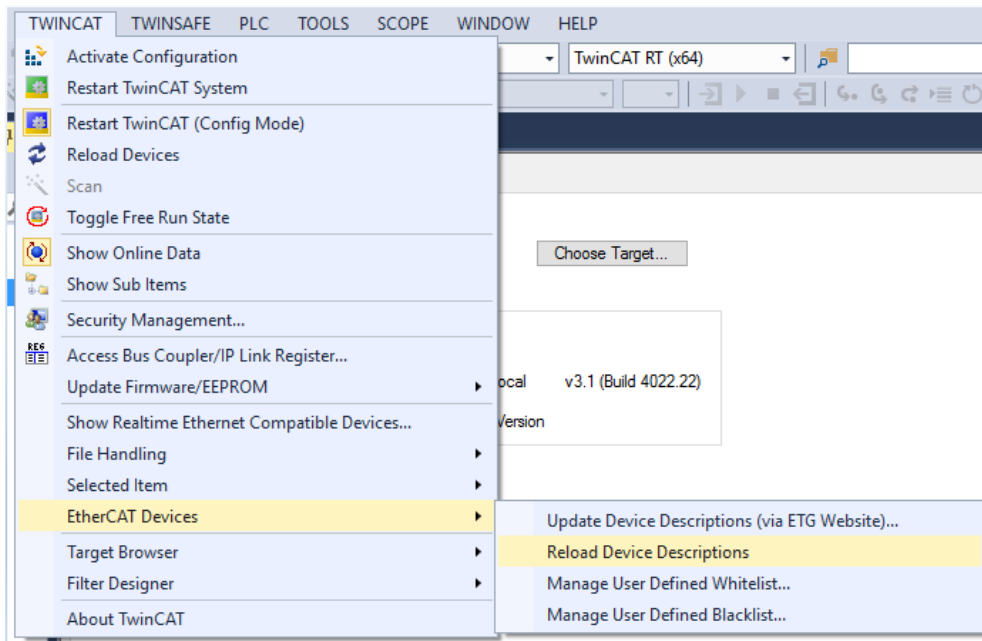 TWINCAT TWINSAFE PLC TOOLS SCOPE WINDOW HELP
Activate Configuration
TwinCAT RT (x64)
Restart TwinCAT System
Restart TwinCAT (Config Mode)
Reload Devices
Scan
Toggle Free Run State
Show Online Data
Choose Target...
Show Sub Items
Security Management...
REG
Access Bus Coupler/IP Link Register...
Update Firmware/EEPROM
ocal v3.1 (Build 4022.22)
Show Realtime Ethernet Compatible Devices...
Version
File Handling
Selected Item
EtherCAT Devices
Update Device Descriptions (via ETG Website)...
Target Browser
Reload Device Descriptions
Filter Designer
Manage User Defined Whitelist...
About TwinCAT
Manage User Defined Blacklist...